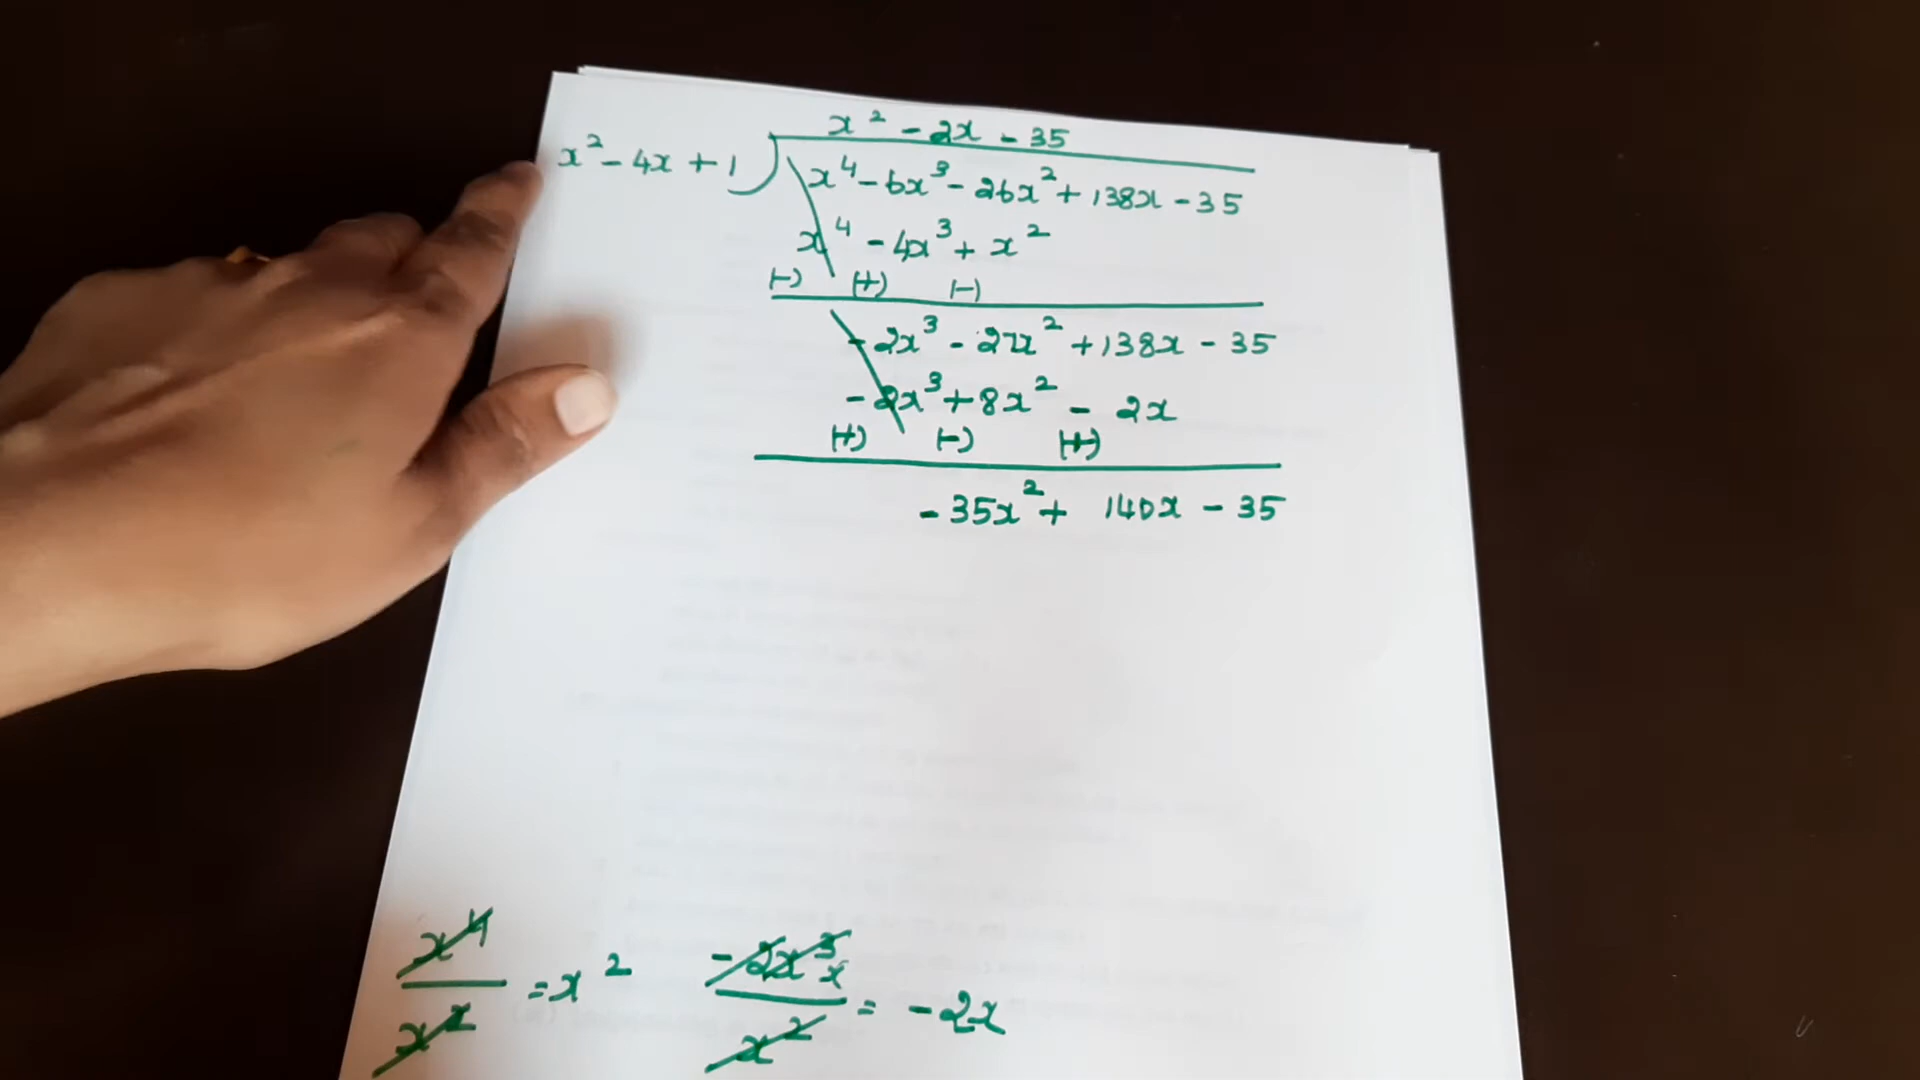 x² - 2x - 35
x² - 4x + 1 ) x⁴ - 6x³ - 26x² + 138x - 35
x⁴ - 4x³ + x²
(-) (+) (-)
-2x³ - 27x² + 138x - 35
-2x³ + 8x² - 2x
(+) (-) (+)
-35x² + 140x - 35
x⁴/x² = x²
-2x³ x/x² = -2x